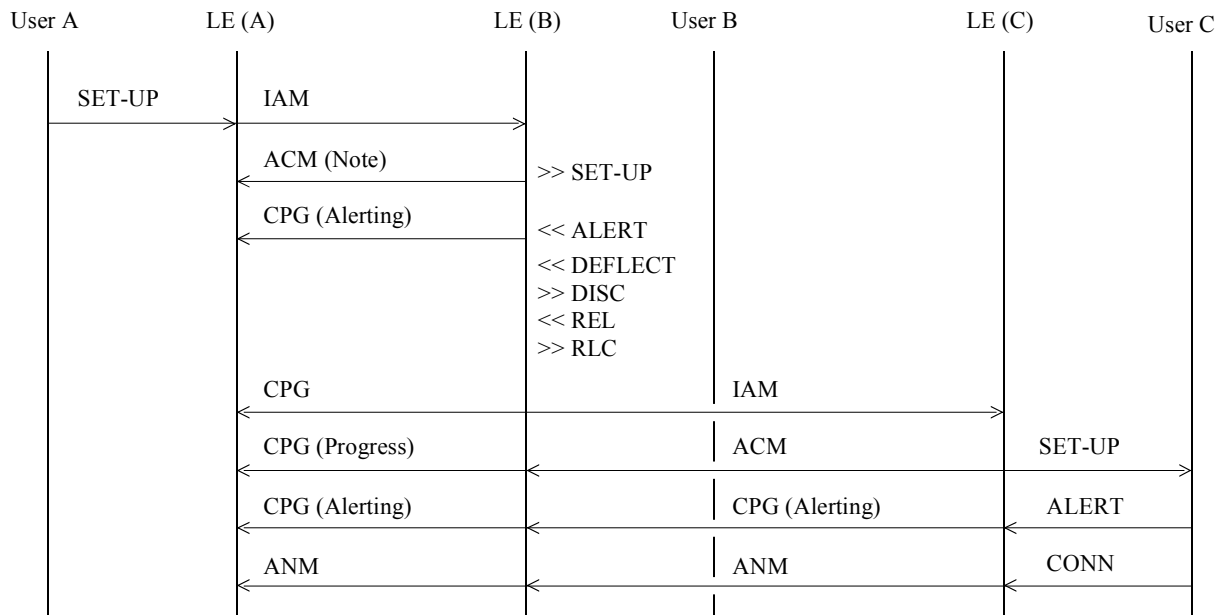 User A LE (A) LE (B) User B LE (C) User C
SET-UP IAM
ACM (Note) >> SET-UP
CPG (Alerting) << ALERT
<< DEFLECT
>> DISC
<< REL
>> RLC
CPG IAM
CPG (Progress) ACM SET-UP
CPG (Alerting) CPG (Alerting) ALERT
ANM ANM CONN